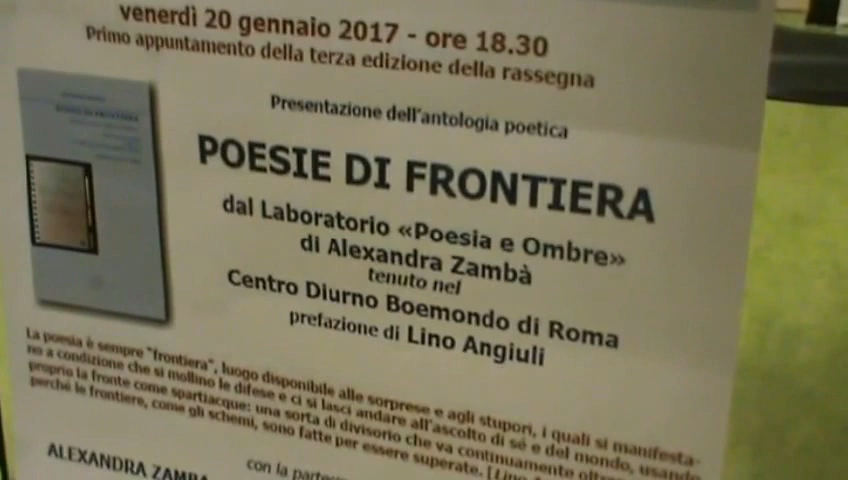 venerdì 20 gennaio 2017 - ore 18.30
Primo appuntamento della terza edizione della rassegna
Presentazione dell'antologia poetica
POESIE DI FRONTIERA
POESIE DI FRONTIERA
dal Laboratorio «Poesia e Ombre»
di Alexandra Zambà
tenuto nel
Centro Diurno Boemondo di Roma
prefazione di Lino Angiuli
La poesia è sempre "frontiera", luogo disponibile alle sorprese e agli stupori, i quali si manifesta-
no a condizione che si mollino le difese e ci si lasci andare all'ascolto di sé e del mondo, usando
proprio la fronte come spartiacque: una sorta di divisorio che va continuamente
perché le frontiere, come gli schemi, sono fatte per essere superate. [Lino
ALEXANDRA ZAMBA
con la